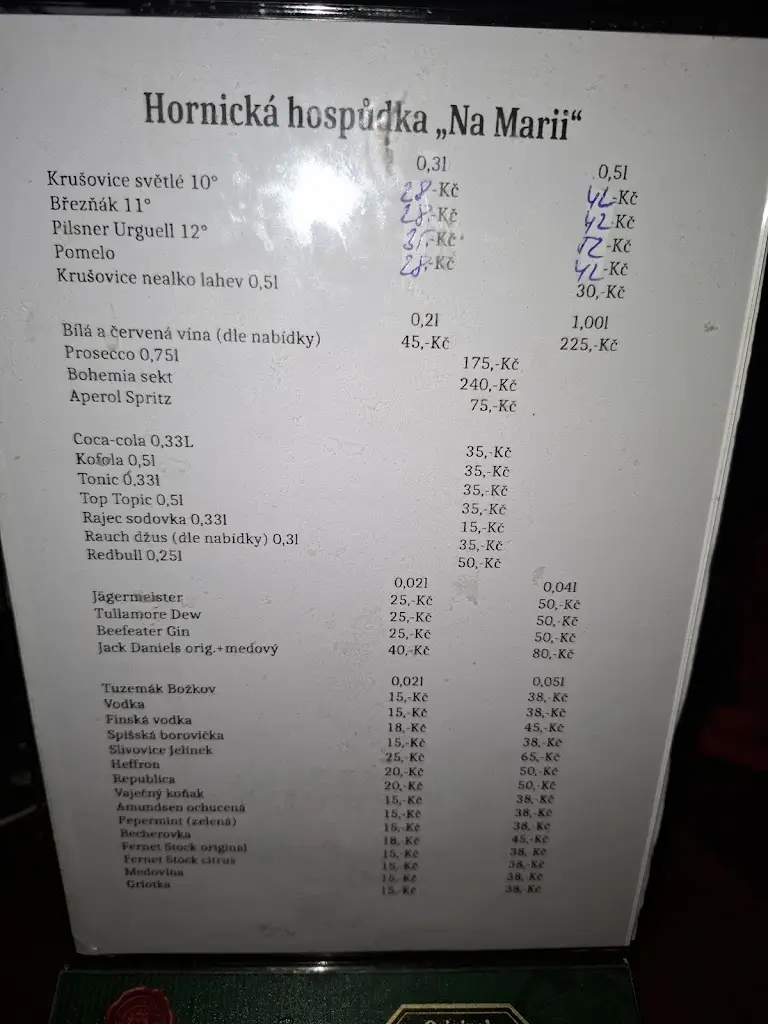 Hornická hospůdka „Na Marii“
0,3l 0,5l
Krušovice světlé 10° 28,-Kč 42,-Kč
Březňák 11° 28,-Kč 42,-Kč
Pilsner Urguell 12° 35,-Kč 52,-Kč
Pomelo 28,-Kč 42,-Kč
Krušovice nealko lahev 0,5l 30,-Kč
0,2l 1,00l
Bílá a červená vína (dle nabídky) 45,-Kč 225,-Kč
Prosecco 0,75l 175,-Kč
Bohemia sekt 240,-Kč
Aperol Spritz 75,-Kč
Coca-cola 0,33L 35,-Kč
Kofola 0,5l 35,-Kč
Tonic 0,33l 35,-Kč
Top Topic 0,5l 35,-Kč
Rajec sodovka 0,33l 15,-Kč
Rauch džus (dle nabídky) 0,3l 35,-Kč
Redbull 0,25l 50,-Kč
0,02l 0,04l
Jägermeister 25,-Kč 50,-Kč
Tullamore Dew 25,-Kč 50,-Kč
Beefeater Gin 25,-Kč 50,-Kč
Jack Daniels orig.+medový 40,-Kč 80,-Kč
0,02l 0,05l
Tuzemák Božkov 15,-Kč 38,-Kč
Vodka 15,-Kč 38,-Kč
Finská vodka 18,-Kč 45,-Kč
Spišská borovička 15,-Kč 38,-Kč
Slivovice Jelínek 25,-Kč 65,-Kč
Heffron 20,-Kč 50,-Kč
Republica 20,-Kč 50,-Kč
Vaječný koňak 15,-Kč 38,-Kč
Amundsen ochucená 15,-Kč 38,-Kč
Pepermint (zelená) 15,-Kč 38,-Kč
Becherovka 18,-Kč 45,-Kč
Fernet Stock original 15,-Kč 38,-Kč
Fernet Stock citrus 15,-Kč 38,-Kč
Medovina 15,-Kč 38,-Kč
Griotka 15,-Kč 38,-Kč